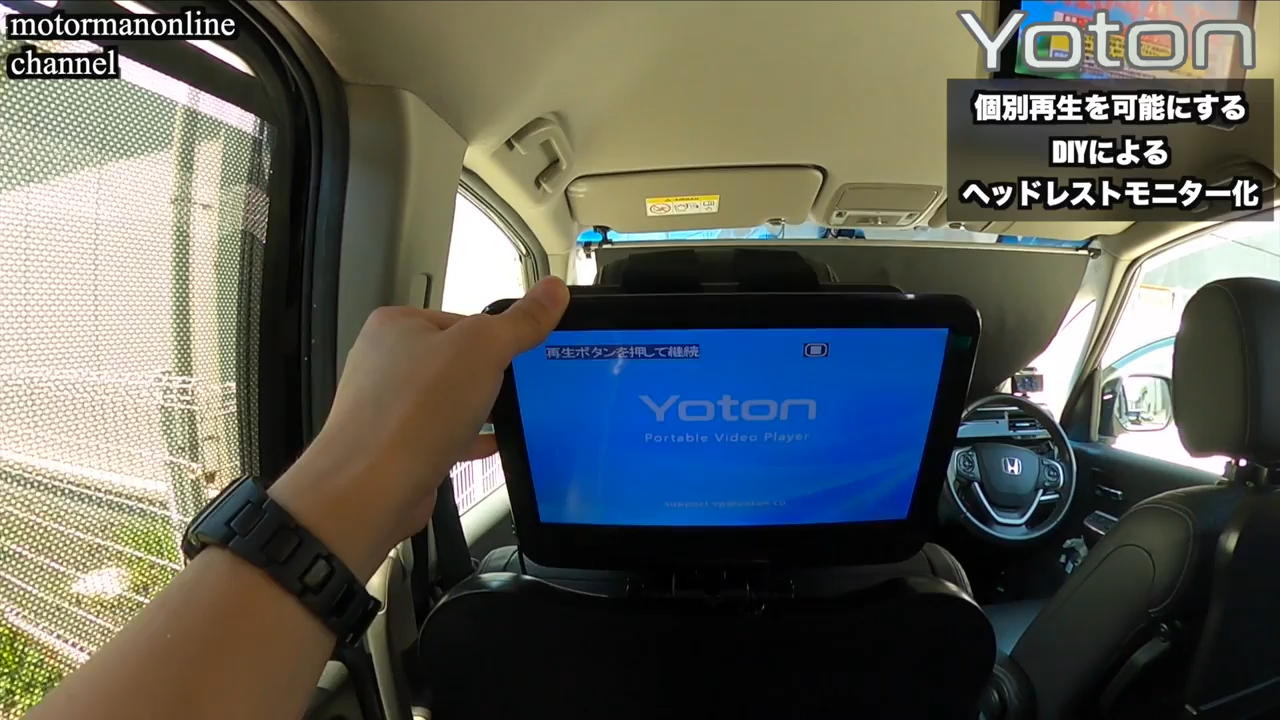 motormanonline
channel
Yoton
個別再生を可能にする
DIYによる
ヘッドレストモニター化
再生ボタンを押して継続
Yoton
Portable Video Player